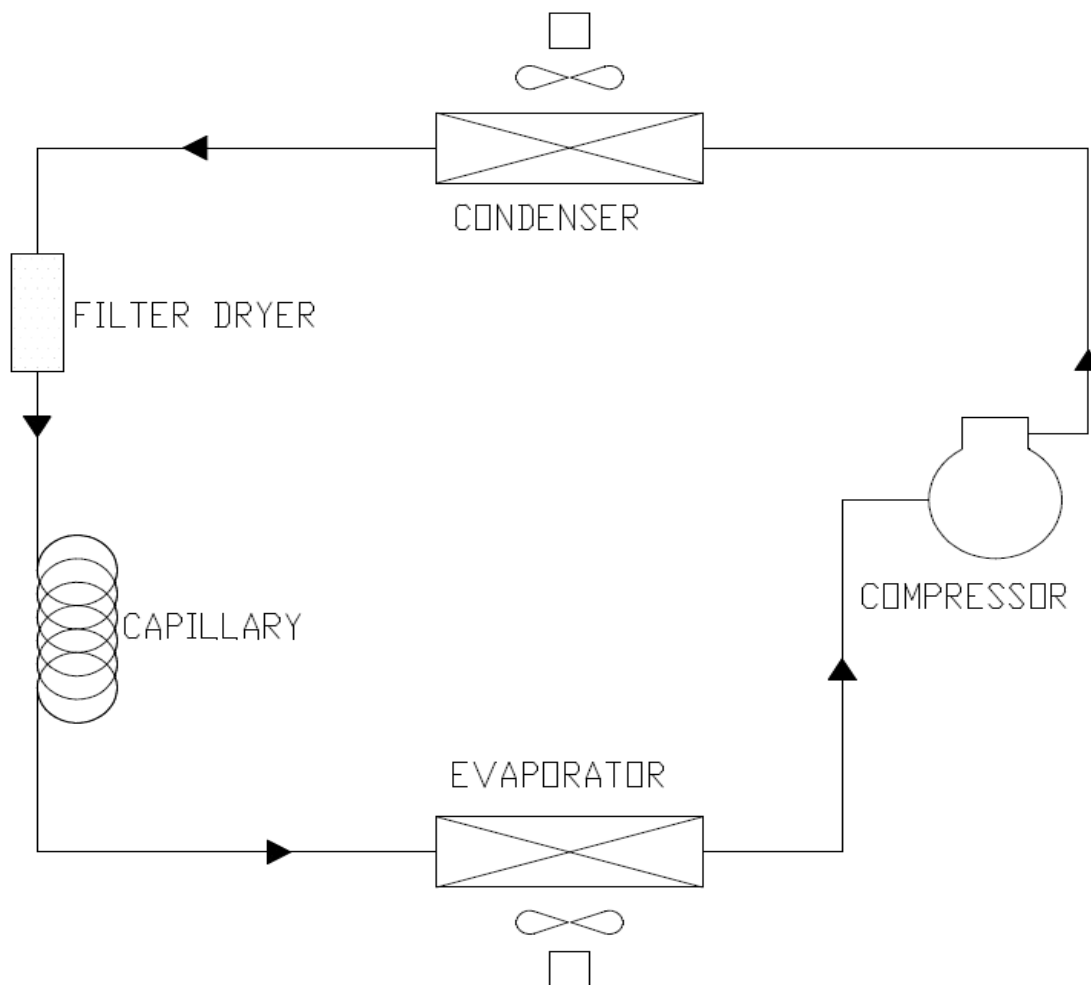 CONDENSER
FILTER DRYER
COMPRESSOR
CAPILLARY
EVAPORATOR